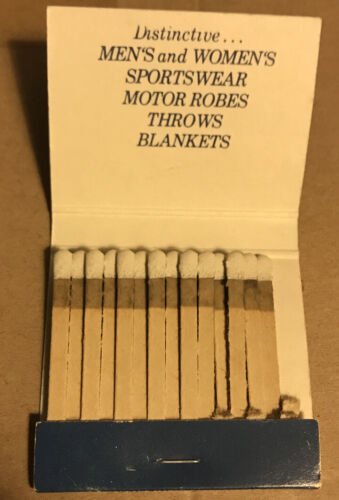 Distinctive...
MEN'S and WOMEN'S
SPORTSWEAR
MOTOR ROBES
THROWS
BLANKETS